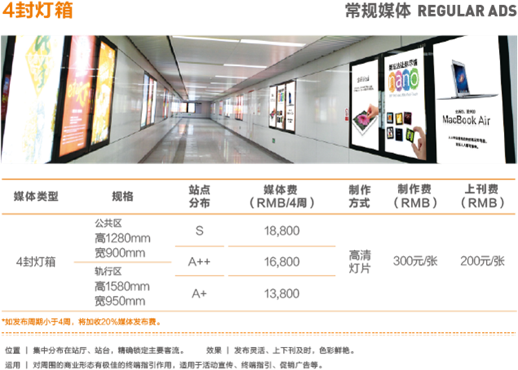 4封灯箱
常规媒体 REGULAR ADS
nano
MacBook Air
媒体类型 规格 站点分布 媒体费(RMB/4周) 制作方式 制作费(RMB) 上刊费(RMB)
4封灯箱
公共区
高1280mm
宽900mm
轨行区
高1580mm
宽950mm
S 18,800
A++ 16,800
A+ 13,800
高清灯片
300元/张
200元/张
*如发布周期小于4周，将加收20%媒体发布费。
位置 | 集中分布在站厅、站台，精确锁定主要客流。 效果 | 发布灵活、上下刊及时，色彩鲜艳。
运用 | 对周围的商业形态有极佳的终端指引作用，适用于活动宣传、终端指引、促销广告等。